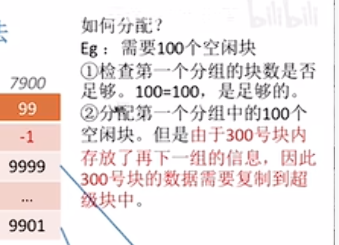 如何分配?
Eg:需要100个空闲块
①检查第一个分组的块数是否
足够。100=100,是足够的。
②分配第一个分组中的100个
空闲块。但是由于300号块内
存放了再下一组的信息,因此
300号块的数据需要复制到超
级块中。
法
7900
99
-1
9999
...
9901
bilibili